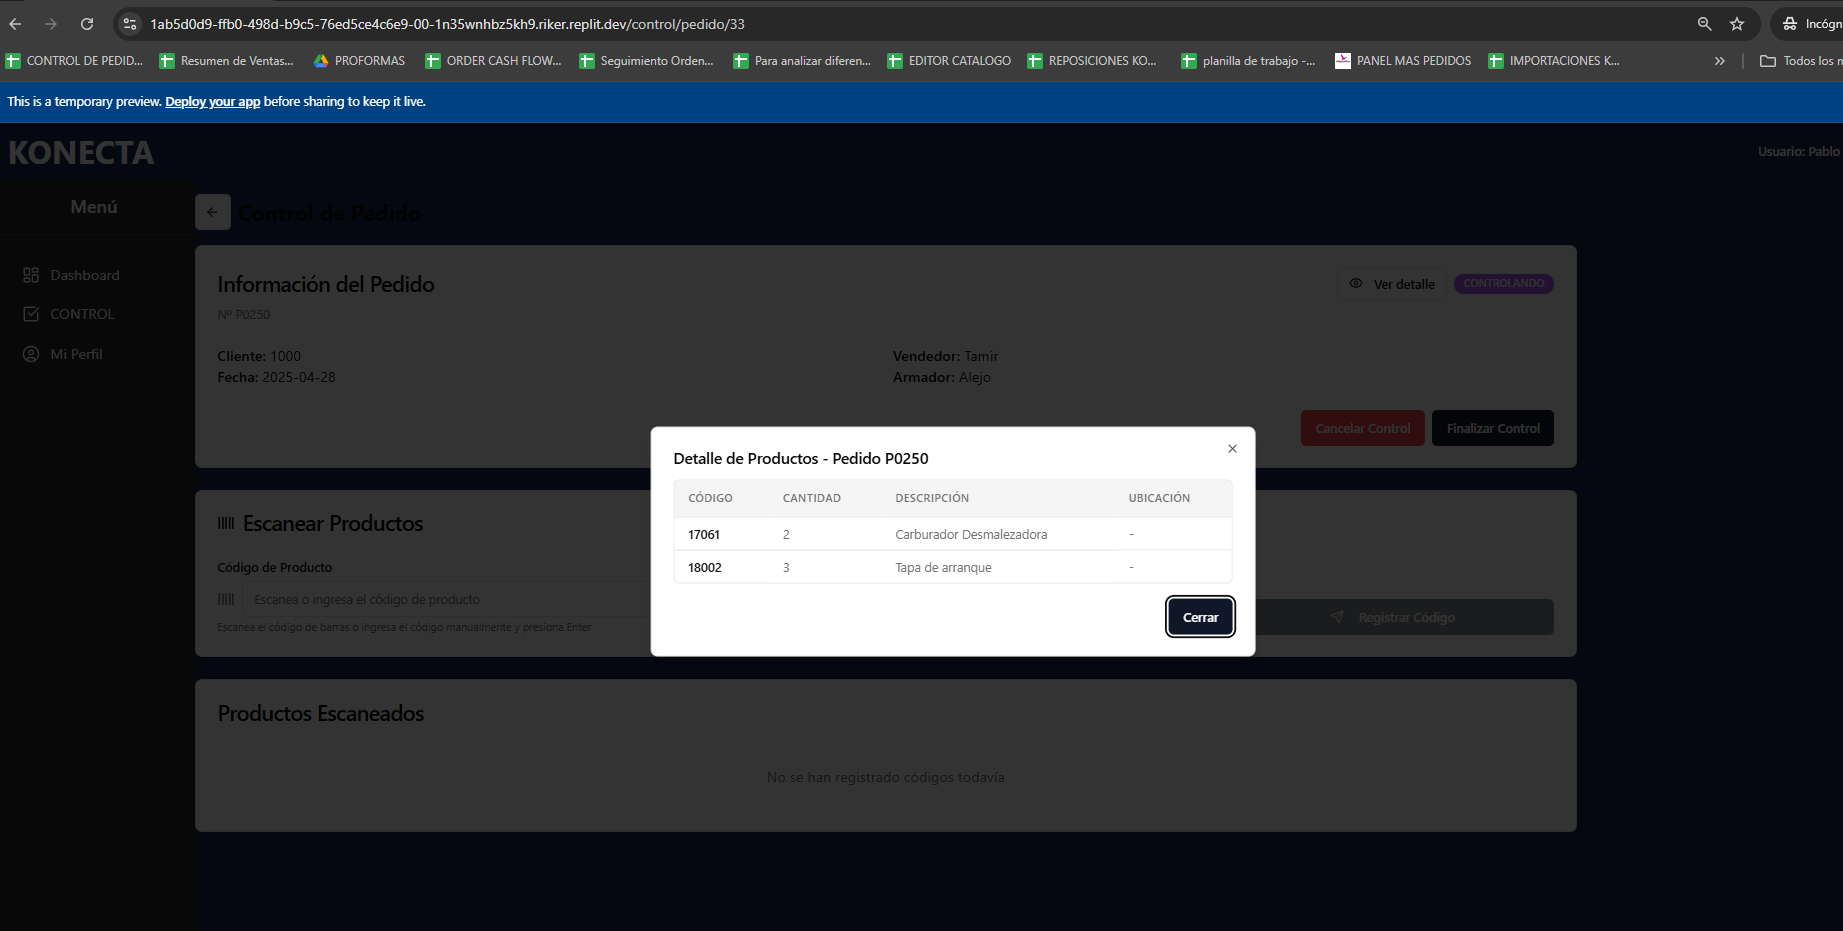 1ab5d0d9-ffb0-498d-b9c5-76ed5ce4c6e9-00-1n35wnhbz5kh9.riker.replit.dev/control/pedido/33
Incógn
CONTROL DE PEDID...
Resumen de Ventas...
PROFORMAS
ORDER CASH FLOW...
Seguimiento Orden...
Para analizar diferen...
EDITOR CATALOGO
REPOSICIONES KO...
planilla de trabajo -...
PANEL MAS PEDIDOS
IMPORTACIONES K...
Todos los m
This is a temporary preview. Deploy your app before sharing to keep it live.
KONECTA
Usuario: Pablo
Menú
Dashboard
CONTROL
Mi Perfil
Control de Pedido
Información del Pedido
Ver detalle
CONTROLANDO
Nº P0250
Cliente: 1000
Vendedor: Tamir
Fecha: 2025-04-28
Armador: Alejo
Cancelar Control
Finalizar Control
Detalle de Productos - Pedido P0250
CÓDIGO CANTIDAD DESCRIPCIÓN UBICACIÓN
17061 2 Carburador Desmalezadora -
18002 3 Tapa de arranque -
Cerrar
Escanear Productos
Código de Producto
Escanea o ingresa el código de producto
Registrar Código
Escanea el código de barras o ingresa el código manualmente y presiona Enter
Productos Escaneados
No se han registrado códigos todavía